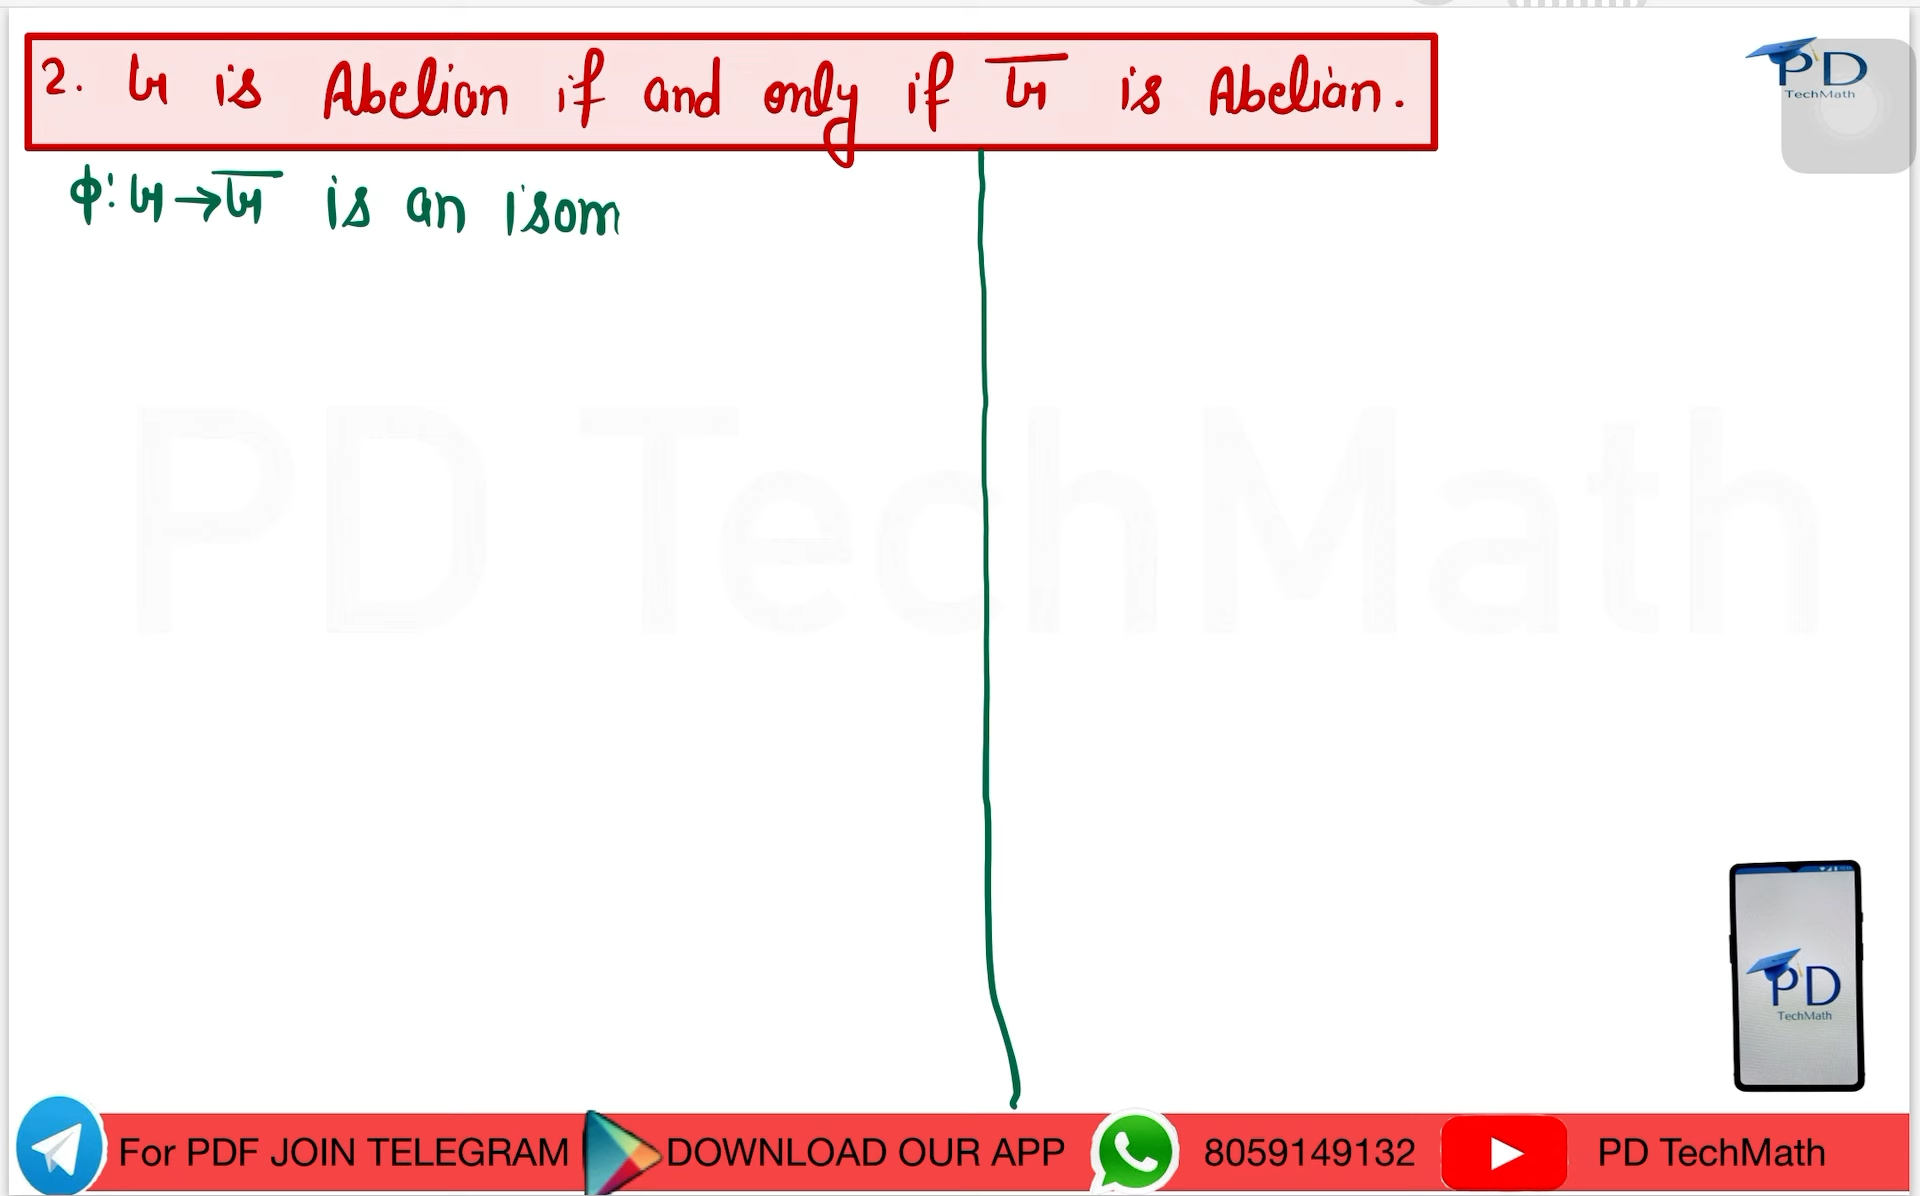 2. G is Abelian if and only if G̅ is Abelian.
PD
TechMath
ϕ: G → G̅ is an isom
PD TechMath
PD
TechMath
For PDF JOIN TELEGRAM DOWNLOAD OUR APP 8059149132 PD TechMath